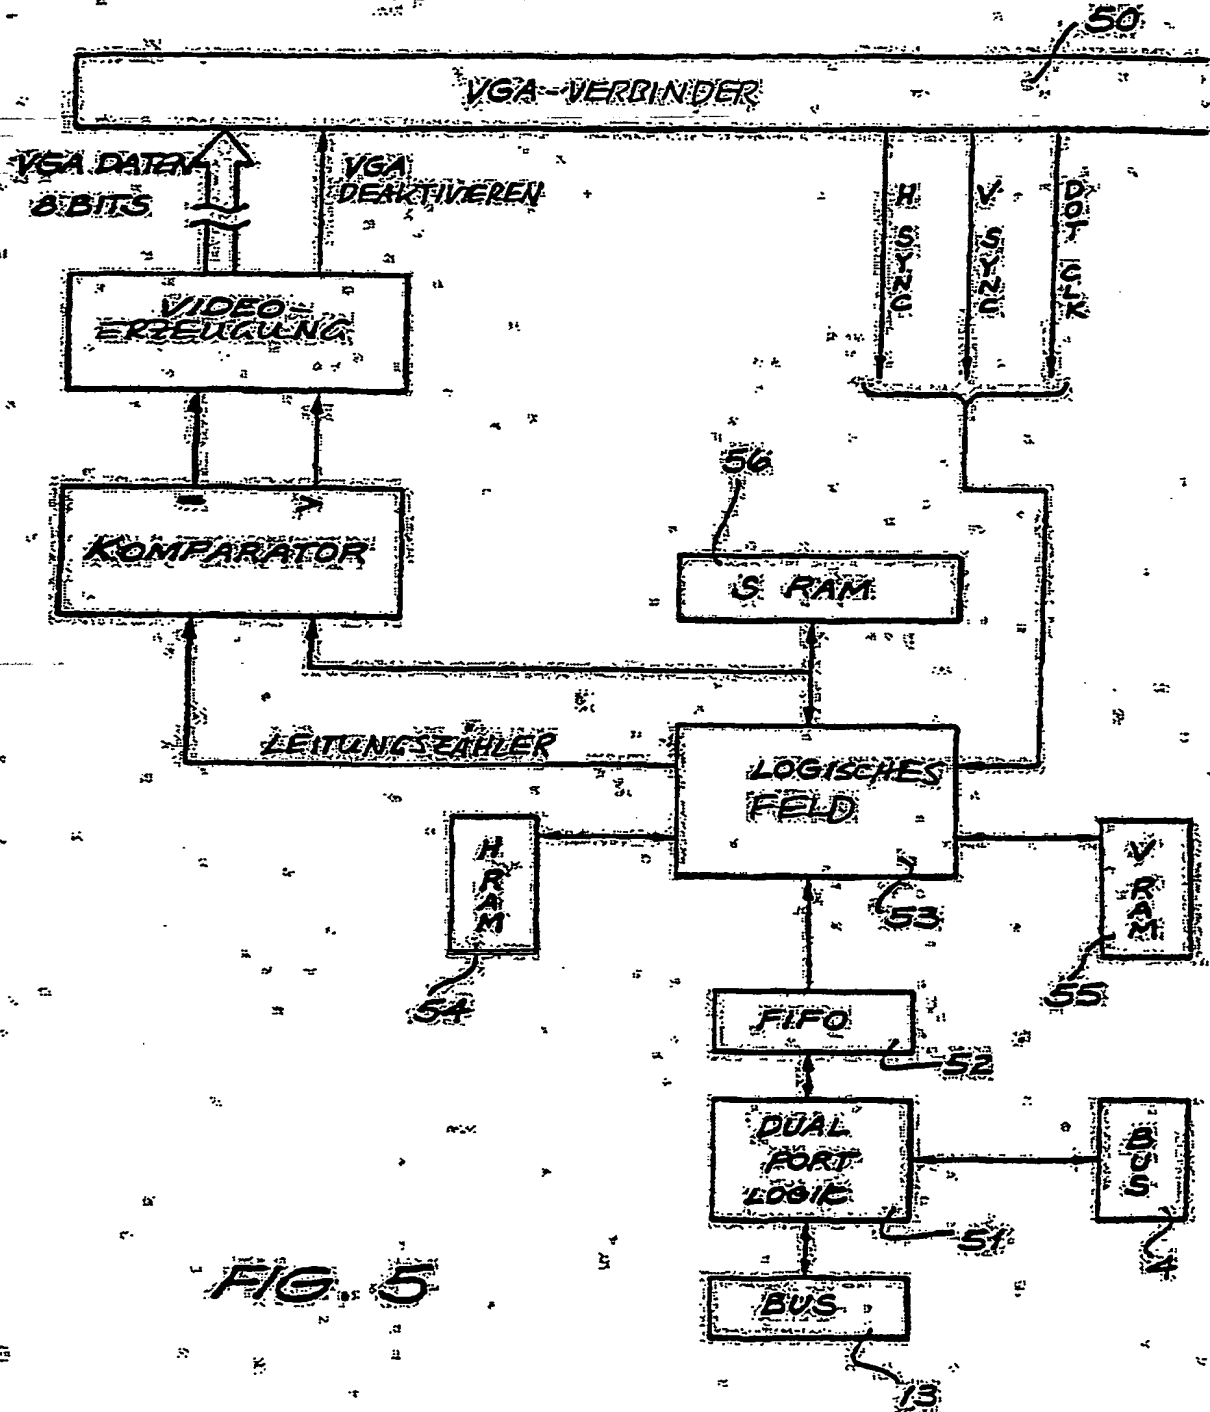 50
VGA-VERBINDER
VGA DATEN
8 BITS
VGA
DEAKTIVIEREN
H SYNC
V SYNC
DOT CLK
VIDEO-
ERZEUGUNG
56
= >
KOMPARATOR
S RAM
LEITUNGSZÄHLER
LOGISCHES
FELD
H RAM
V RAM
53
54
55
FIFO
52
DUAL
PORT
LOGIK
BUS
51
4
FIG. 5
BUS
13